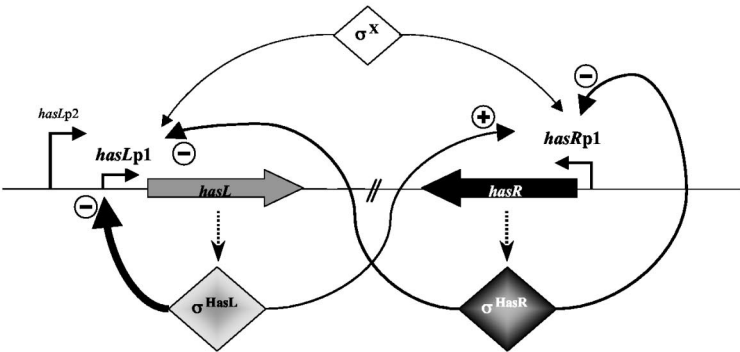 σX
hasLp2
hasLp1
hasRp1
hasL
//
hasR
σHasL
σHasR
+
−
−
−
−